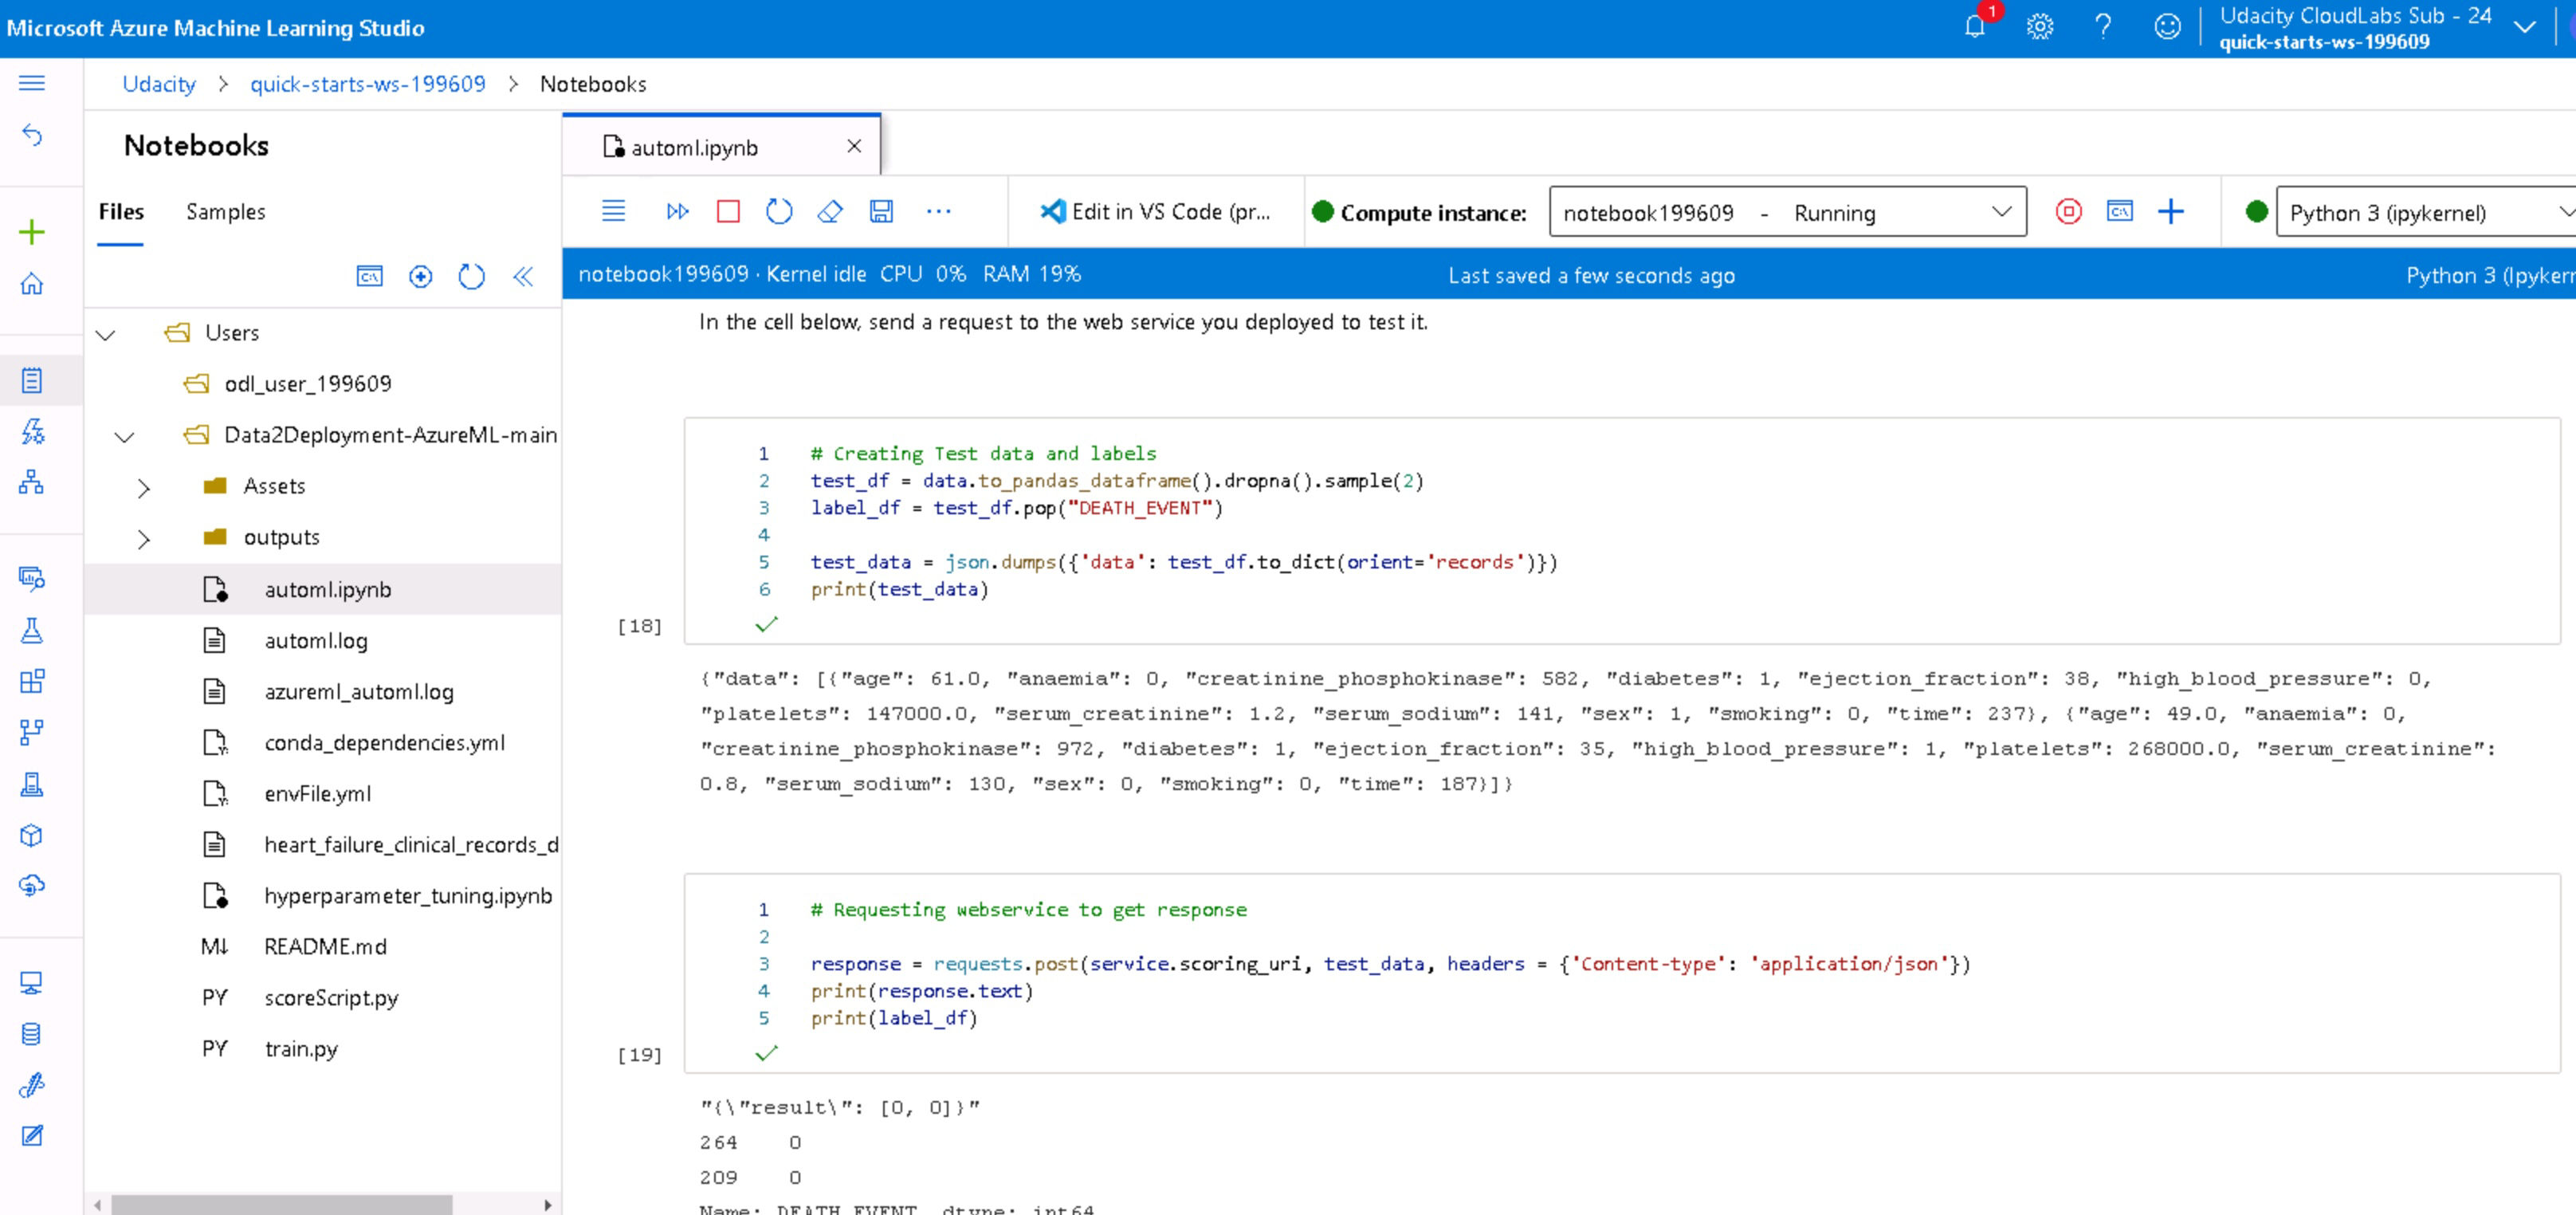 Microsoft Azure Machine Learning Studio
1
Udacity CloudLabs Sub - 24
quick-starts-ws-199609
Udacity > quick-starts-ws-199609 > Notebooks
Notebooks
Files Samples
Users
odl_user_199609
Data2Deployment-AzureML-main
Assets
outputs
automl.ipynb
automl.log
azureml_automl.log
conda_dependencies.yml
envFile.yml
heart_failure_clinical_records_d
hyperparameter_tuning.ipynb
M↓ README.md
PY scoreScript.py
PY train.py
automl.ipynb
Edit in VS Code (pr... Compute instance: notebook199609 - Running Python 3 (ipykernel)
notebook199609 · Kernel idle CPU 0% RAM 19% Last saved a few seconds ago Python 3 (Ipykern
In the cell below, send a request to the web service you deployed to test it.
1 # Creating Test data and labels
2 test_df = data.to_pandas_dataframe().dropna().sample(2)
3 label_df = test_df.pop("DEATH_EVENT")
4
5 test_data = json.dumps({'data': test_df.to_dict(orient='records')})
6 print(test_data)
[18]
{"data": [{"age": 61.0, "anaemia": 0, "creatinine_phosphokinase": 582, "diabetes": 1, "ejection_fraction": 38, "high_blood_pressure": 0,
"platelets": 147000.0, "serum_creatinine": 1.2, "serum_sodium": 141, "sex": 1, "smoking": 0, "time": 237}, {"age": 49.0, "anaemia": 0,
"creatinine_phosphokinase": 972, "diabetes": 1, "ejection_fraction": 35, "high_blood_pressure": 1, "platelets": 268000.0, "serum_creatinine":
0.8, "serum_sodium": 130, "sex": 0, "smoking": 0, "time": 187}]}
1 # Requesting webservice to get response
2
3 response = requests.post(service.scoring_uri, test_data, headers = {'Content-type': 'application/json'})
4 print(response.text)
5 print(label_df)
[19]
"{\"result\": [0, 0]}"
264 0
209 0
Name: DEATH_EVENT, dtype: int64